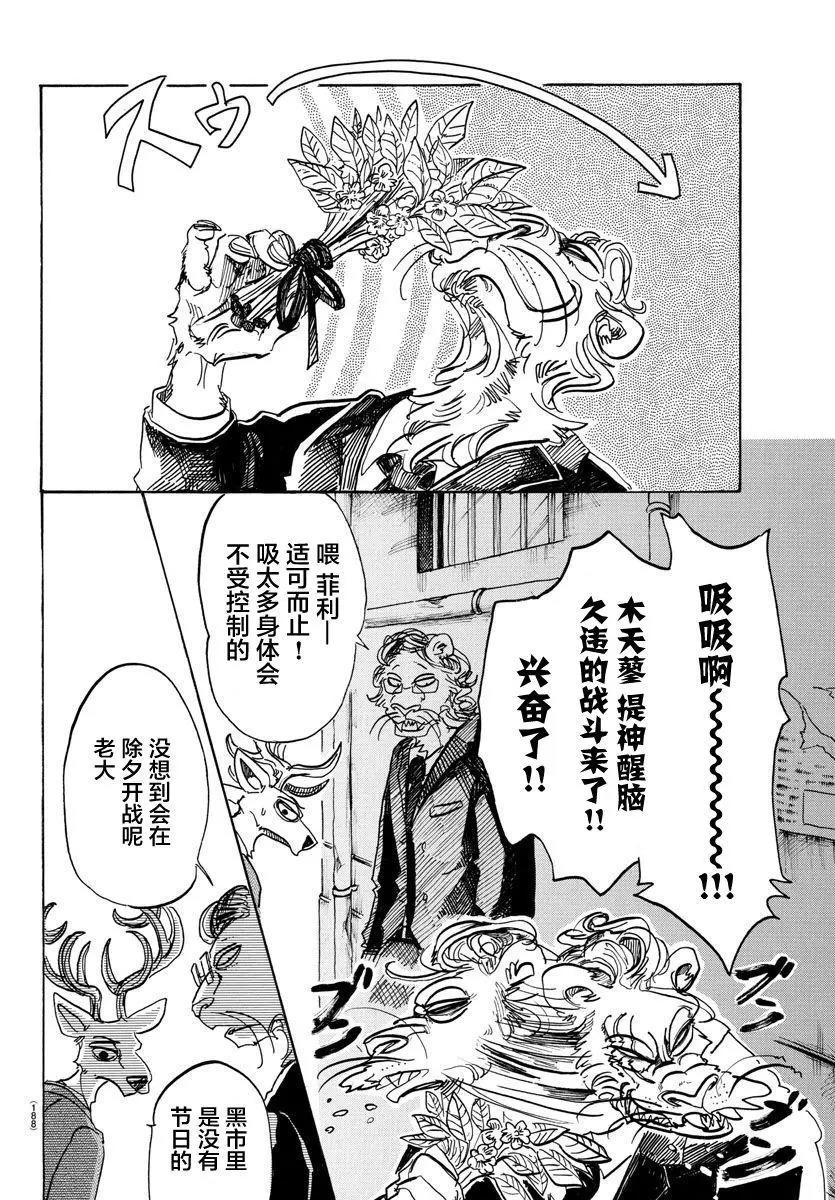 スゥ
吸吸啊~~~~~~!!!
木天蓼 提神醒脑
久违的战斗来了!!
兴奋了!!
ブン
ブン
喂 菲利—
适可而止！
吸太多身体会
不受控制的
没想到会在
除夕开战呢
老大
黑市里
是没有
节日的
(188)